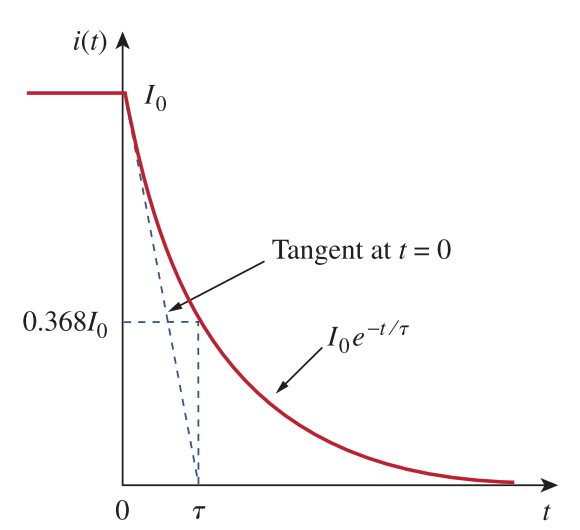 i(t)
I₀
Tangent at t = 0
0.368I₀
I₀e^{−t/τ}
0
τ
t